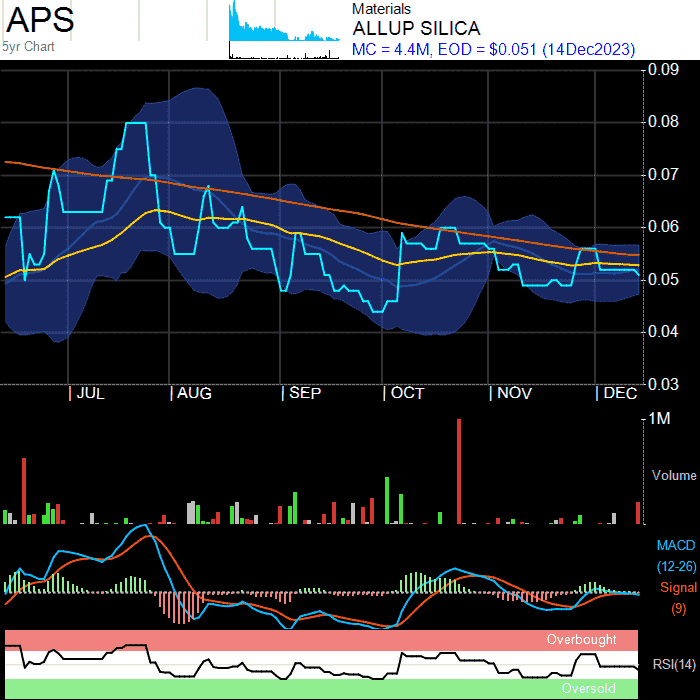 APS
5yr Chart
Materials
ALLUP SILICA
MC = 4.4M, EOD = $0.051 (14Dec2023)
0.09
0.08
0.07
0.06
0.05
0.04
0.03
JUL AUG SEP OCT NOV DEC
1M
Volume
MACD
(12-26)
Signal
(9)
Overbought
RSI(14)
Oversold